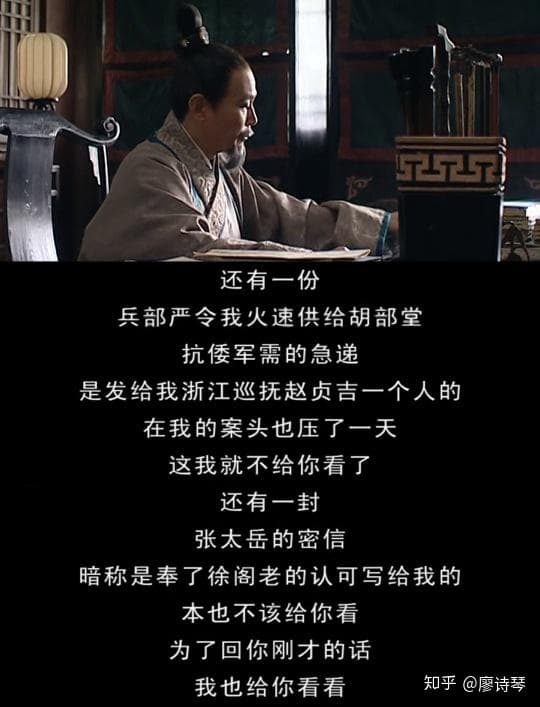 还有一份
兵部严令我火速供给胡部堂
抗倭军需的急递
是发给我浙江巡抚赵贞吉一个人的
在我的案头也压了一天
这我就不给你看了
还有一封
张太岳的密信
暗称是奉了徐阁老的认可写给我的
本也不该给你看
为了回你刚才的话
我也给你看看
知乎 @廖诗琴